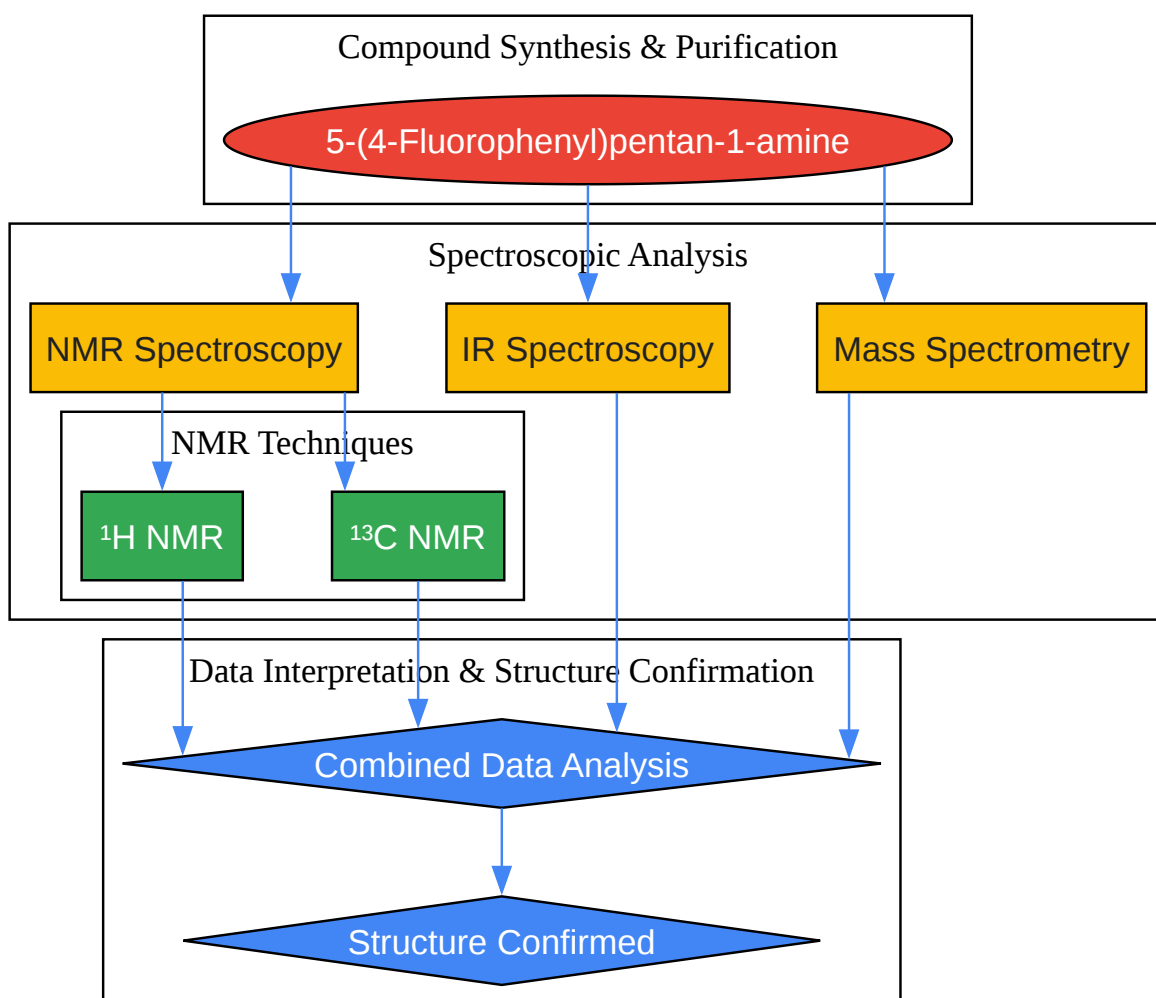 Compound Synthesis & Purification
5-(4-Fluorophenyl)pentan-1-amine
Spectroscopic Analysis
NMR Spectroscopy
IR Spectroscopy
Mass Spectrometry
NMR Techniques
¹H NMR
¹³C NMR
Data Interpretation & Structure Confirmation
Combined Data Analysis
Structure Confirmed